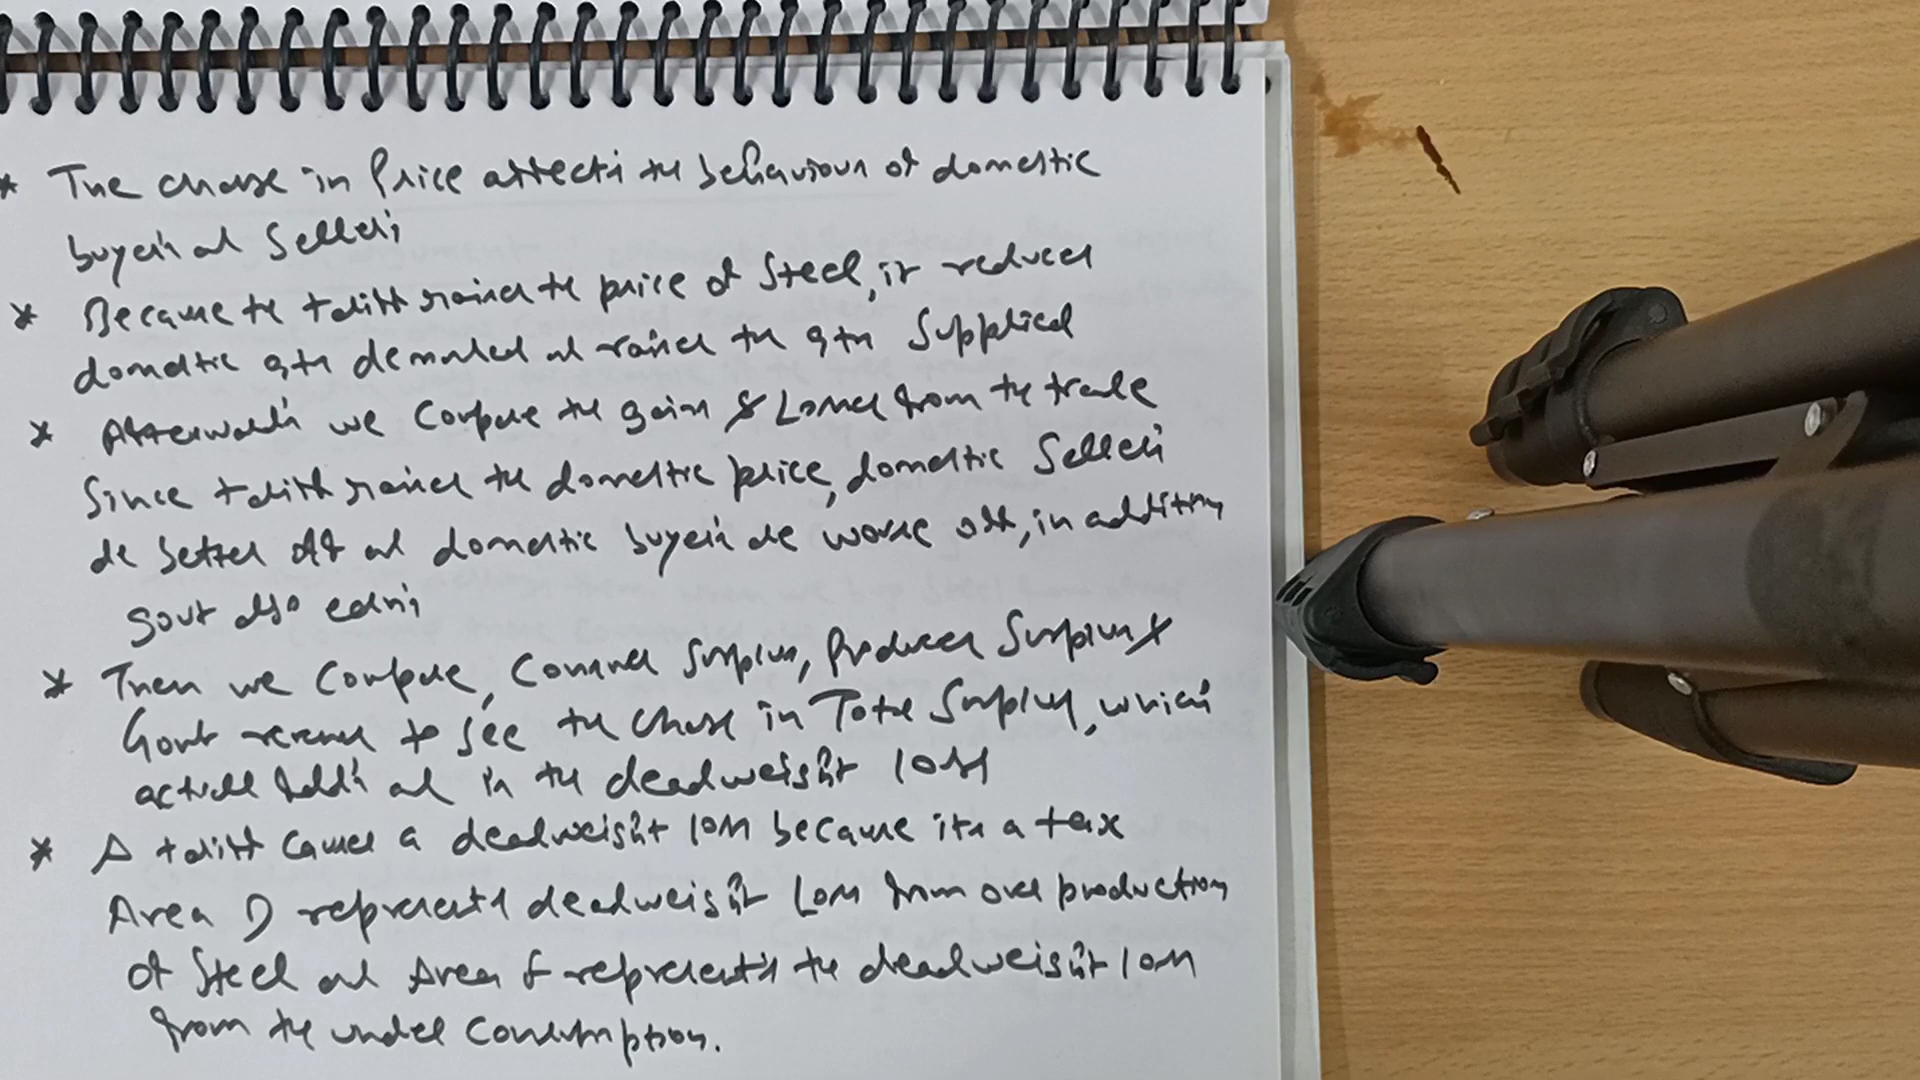 * The change in Price affects the behaviour of domestic
buyers and Sellers
* Because the tariff raises the price of Steel, it reduces
domestic qty demanded and raises the qty Supplied
* Afterwards we Compare the gains & Losses from the trade
Since tariff raises the domestic price, domestic Sellers
are better off and domestic buyers are worse off, in addition
govt also earns
* Then we Compare, Consumer Surplus, Producer Surplus &
Govt revenue to see the change in Total Surplus, which
and in the deadweight loss
* A tariff causes a deadweight loss because its a tax
Area D represents deadweight Loss from over production
of Steel and Area F represents the deadweight loss
from the under Consumption.